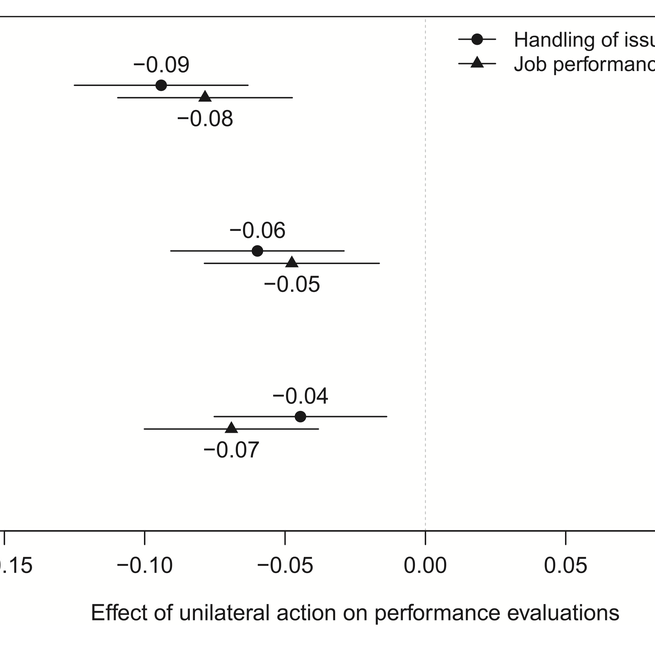 Handling of issu
Job performanc
−0.09
−0.08
−0.06
−0.05
−0.04
−0.07
.15 −0.10 −0.05 0.00 0.05
Effect of unilateral action on performance evaluations